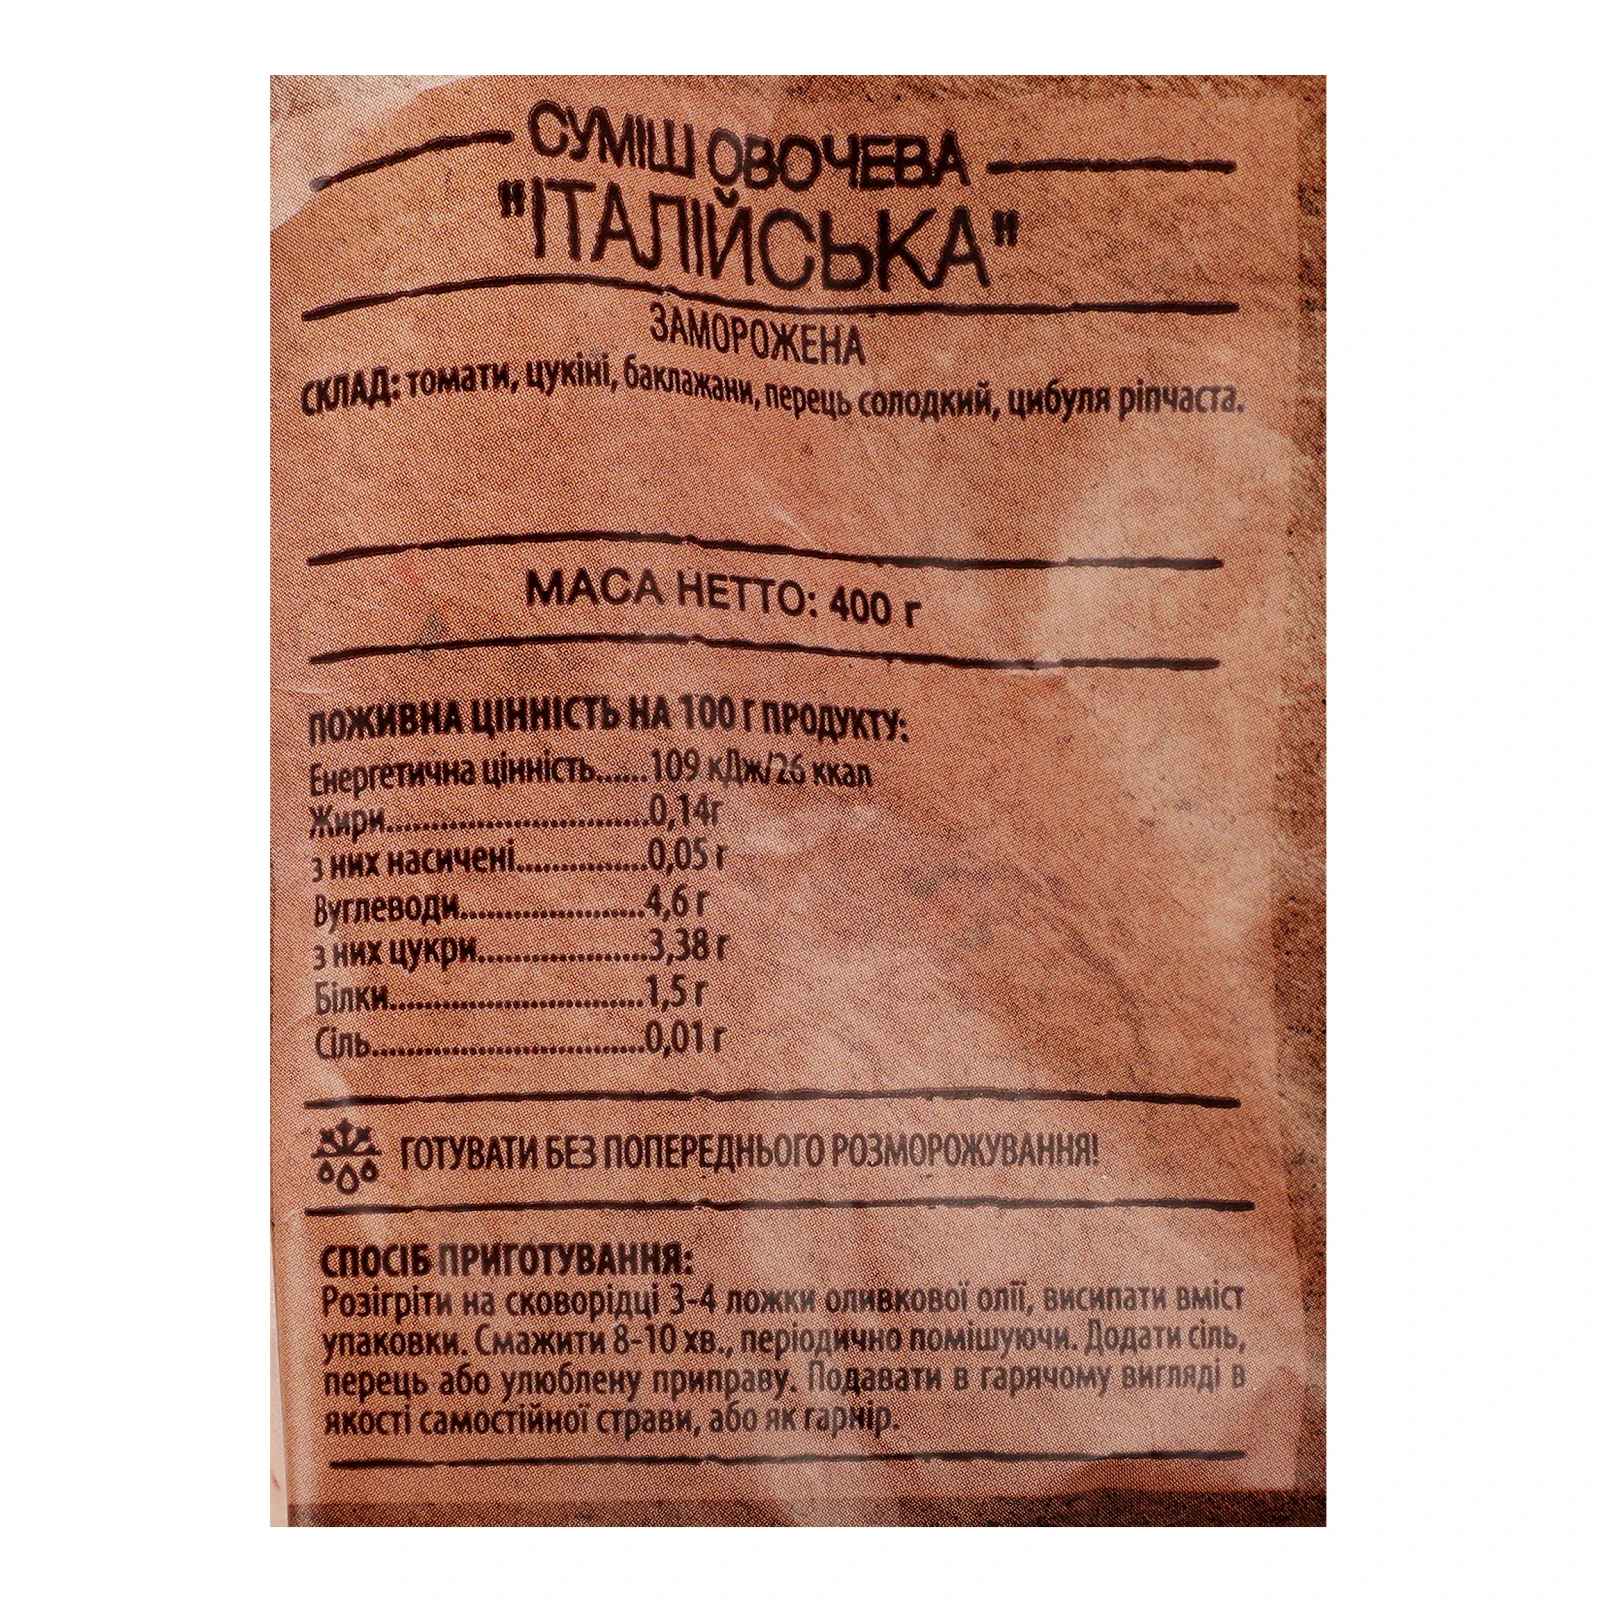 СУМІШ ОВОЧЕВА
"ІТАЛІЙСЬКА"
ЗАМОРОЖЕНА
СКЛАД: томати, цукіні, баклажани, перець солодкий, цибуля ріпчаста.
МАСА НЕТТО: 400 г
ПОЖИВНА ЦІННІСТЬ НА 100 Г ПРОДУКТУ:
Енергетична цінність......109 кДж/26 ккал
Жири..............................0,14г
з них насичені...............0,05 г
Вуглеводи.....................4,6 г
з них цукри...................3,38 г
Білки.............................1,5 г
Сіль...............................0,01 г
ГОТУВАТИ БЕЗ ПОПЕРЕДНЬОГО РОЗМОРОЖУВАННЯ!
СПОСІБ ПРИГОТУВАННЯ:
Розігріти на сковорідці 3-4 ложки оливкової олії, висипати вміст
упаковки. Смажити 8-10 хв., періодично помішуючи. Додати сіль,
перець або улюблену приправу. Подавати в гарячому вигляді в
якості самостійної страви, або як гарнір.